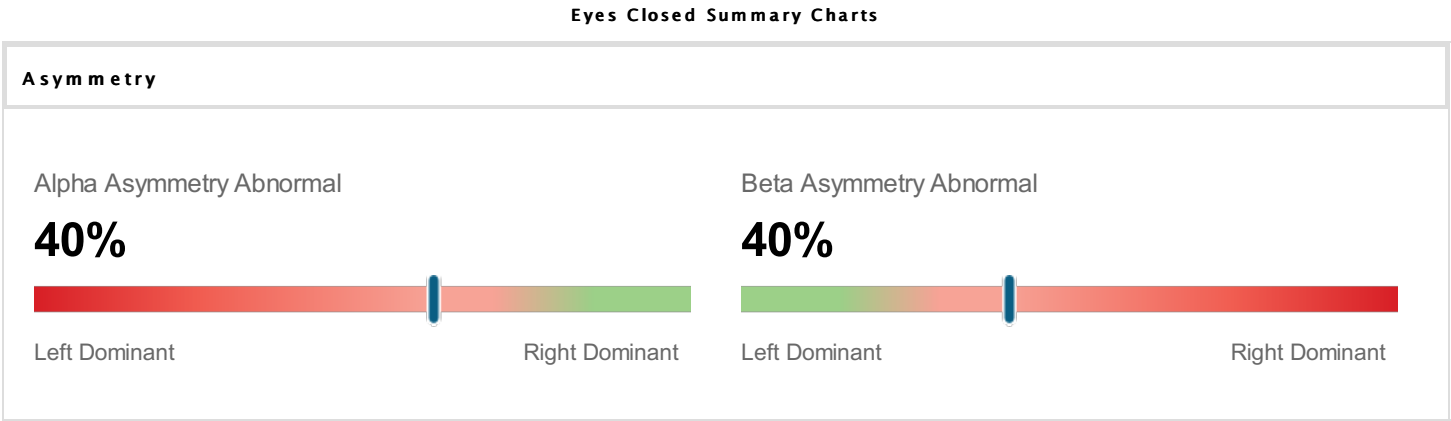 Eyes Closed Summary Charts
Asymmetry
Alpha Asymmetry Abnormal
40%
Left Dominant
Right Dominant
Beta Asymmetry Abnormal
40%
Left Dominant
Right Dominant